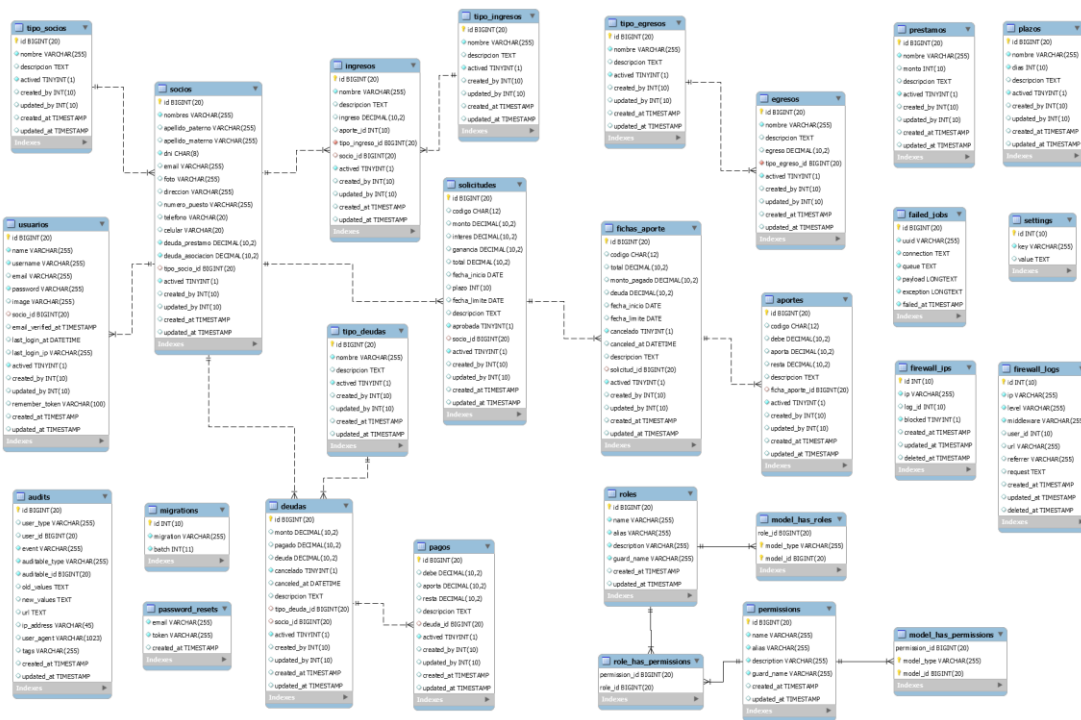 tipo_socios
id BIGINT(20)
nombre VARCHAR(255)
descripcion TEXT
actived TINYINT(1)
created_by INT(10)
updated_by INT(10)
created_at TIMESTAMP
updated_at TIMESTAMP
Indexes
socios
id BIGINT(20)
nombres VARCHAR(255)
apellido_paterno VARCHAR(255)
apellido_materno VARCHAR(255)
dni CHAR(8)
email VARCHAR(255)
foto VARCHAR(255)
direccion VARCHAR(255)
numero_puesto VARCHAR(255)
telefono VARCHAR(20)
celular VARCHAR(20)
deuda_prestamo DECIMAL(10,2)
deuda_asociacion DECIMAL(10,2)
tipo_socio_id BIGINT(20)
actived TINYINT(1)
created_by INT(10)
updated_by INT(10)
created_at TIMESTAMP
updated_at TIMESTAMP
Indexes
ingresos
id BIGINT(20)
nombre VARCHAR(255)
descripcion TEXT
ingreso DECIMAL(10,2)
aporte_id INT(10)
tipo_ingreso_id BIGINT(20)
socio_id BIGINT(20)
actived TINYINT(1)
created_by INT(10)
updated_by INT(10)
created_at TIMESTAMP
updated_at TIMESTAMP
Indexes
tipo_ingresos
id BIGINT(20)
nombre VARCHAR(255)
descripcion TEXT
actived TINYINT(1)
created_by INT(10)
updated_by INT(10)
created_at TIMESTAMP
updated_at TIMESTAMP
Indexes
tipo_egresos
id BIGINT(20)
nombre VARCHAR(255)
descripcion TEXT
actived TINYINT(1)
created_by INT(10)
updated_by INT(10)
created_at TIMESTAMP
updated_at TIMESTAMP
Indexes
egresos
id BIGINT(20)
nombre VARCHAR(255)
descripcion TEXT
egreso DECIMAL(10,2)
tipo_egreso_id BIGINT(20)
actived TINYINT(1)
created_by INT(10)
updated_by INT(10)
created_at TIMESTAMP
updated_at TIMESTAMP
Indexes
prestamos
id BIGINT(20)
nombre VARCHAR(255)
monto INT(10)
descripcion TEXT
actived TINYINT(1)
created_by INT(10)
updated_by INT(10)
created_at TIMESTAMP
updated_at TIMESTAMP
Indexes
plazos
id BIGINT(20)
nombre VARCHAR(255)
dias INT(10)
descripcion TEXT
actived TINYINT(1)
created_by INT(10)
updated_by INT(10)
created_at TIMESTAMP
updated_at TIMESTAMP
Indexes
usuarios
id BIGINT(20)
name VARCHAR(255)
username VARCHAR(255)
email VARCHAR(255)
password VARCHAR(255)
image VARCHAR(255)
socio_id BIGINT(20)
email_verified_at TIMESTAMP
last_login_at DATETIME
last_login_ip VARCHAR(255)
actived TINYINT(1)
created_by INT(10)
updated_by INT(10)
remember_token VARCHAR(100)
created_at TIMESTAMP
updated_at TIMESTAMP
Indexes
solicitudes
id BIGINT(20)
codigo CHAR(12)
monto DECIMAL(10,2)
interes DECIMAL(10,2)
ganancia DECIMAL(10,2)
total DECIMAL(10,2)
fecha_inicio DATE
plazo INT(10)
fecha_limite DATE
descripcion TEXT
aprobada TINYINT(1)
socio_id BIGINT(20)
actived TINYINT(1)
created_by INT(10)
updated_by INT(10)
created_at TIMESTAMP
updated_at TIMESTAMP
Indexes
fichas_aporte
id BIGINT(20)
codigo CHAR(12)
total DECIMAL(10,2)
monto_pagado DECIMAL(10,2)
deuda DECIMAL(10,2)
fecha_inicio DATE
fecha_limite DATE
cancelado TINYINT(1)
canceled_at DATETIME
descripcion TEXT
solicitud_id BIGINT(20)
actived TINYINT(1)
created_by INT(10)
updated_by INT(10)
created_at TIMESTAMP
updated_at TIMESTAMP
Indexes
aportes
id BIGINT(20)
codigo CHAR(12)
debe DECIMAL(10,2)
aporta DECIMAL(10,2)
resta DECIMAL(10,2)
descripcion TEXT
ficha_aporte_id BIGINT(20)
actived TINYINT(1)
created_by INT(10)
updated_by INT(10)
created_at TIMESTAMP
updated_at TIMESTAMP
Indexes
failed_jobs
id BIGINT(20)
uuid VARCHAR(255)
connection TEXT
queue TEXT
payload LONGTEXT
exception LONGTEXT
failed_at TIMESTAMP
Indexes
settings
id INT(10)
key VARCHAR(255)
value TEXT
Indexes
tipo_deudas
id BIGINT(20)
nombre VARCHAR(255)
descripcion TEXT
actived TINYINT(1)
created_by INT(10)
updated_by INT(10)
created_at TIMESTAMP
updated_at TIMESTAMP
Indexes
firewall_ips
id INT(10)
ip VARCHAR(255)
log_id INT(10)
blocked TINYINT(1)
created_at TIMESTAMP
updated_at TIMESTAMP
deleted_at TIMESTAMP
Indexes
firewall_logs
id INT(10)
ip VARCHAR(255)
level VARCHAR(255)
middleware VARCHAR(255)
user_id INT(10)
url VARCHAR(255)
referrer VARCHAR(255)
request TEXT
created_at TIMESTAMP
updated_at TIMESTAMP
deleted_at TIMESTAMP
Indexes
audits
id BIGINT(20)
user_type VARCHAR(255)
user_id BIGINT(20)
event VARCHAR(255)
auditable_type VARCHAR(255)
auditable_id BIGINT(20)
old_values TEXT
new_values TEXT
url TEXT
ip_address VARCHAR(45)
user_agent VARCHAR(1023)
tags VARCHAR(255)
created_at TIMESTAMP
updated_at TIMESTAMP
Indexes
migrations
id INT(10)
migration VARCHAR(255)
batch INT(11)
Indexes
password_resets
email VARCHAR(255)
token VARCHAR(255)
created_at TIMESTAMP
Indexes
deudas
id BIGINT(20)
monto DECIMAL(10,2)
pagado DECIMAL(10,2)
deuda DECIMAL(10,2)
cancelado TINYINT(1)
canceled_at DATETIME
descripcion TEXT
tipo_deuda_id BIGINT(20)
socio_id BIGINT(20)
actived TINYINT(1)
created_by INT(10)
updated_by INT(10)
created_at TIMESTAMP
updated_at TIMESTAMP
Indexes
pagos
id BIGINT(20)
debe DECIMAL(10,2)
aporta DECIMAL(10,2)
resta DECIMAL(10,2)
descripcion TEXT
deuda_id BIGINT(20)
actived TINYINT(1)
created_by INT(10)
updated_by INT(10)
created_at TIMESTAMP
updated_at TIMESTAMP
Indexes
roles
id BIGINT(20)
name VARCHAR(255)
alias VARCHAR(255)
description VARCHAR(255)
guard_name VARCHAR(255)
created_at TIMESTAMP
updated_at TIMESTAMP
Indexes
model_has_roles
role_id BIGINT(20)
model_type VARCHAR(255)
model_id BIGINT(20)
Indexes
role_has_permissions
permission_id BIGINT(20)
role_id BIGINT(20)
Indexes
permissions
id BIGINT(20)
name VARCHAR(255)
alias VARCHAR(255)
description VARCHAR(255)
guard_name VARCHAR(255)
created_at TIMESTAMP
updated_at TIMESTAMP
Indexes
model_has_permissions
permission_id BIGINT(20)
model_type VARCHAR(255)
model_id BIGINT(20)
Indexes